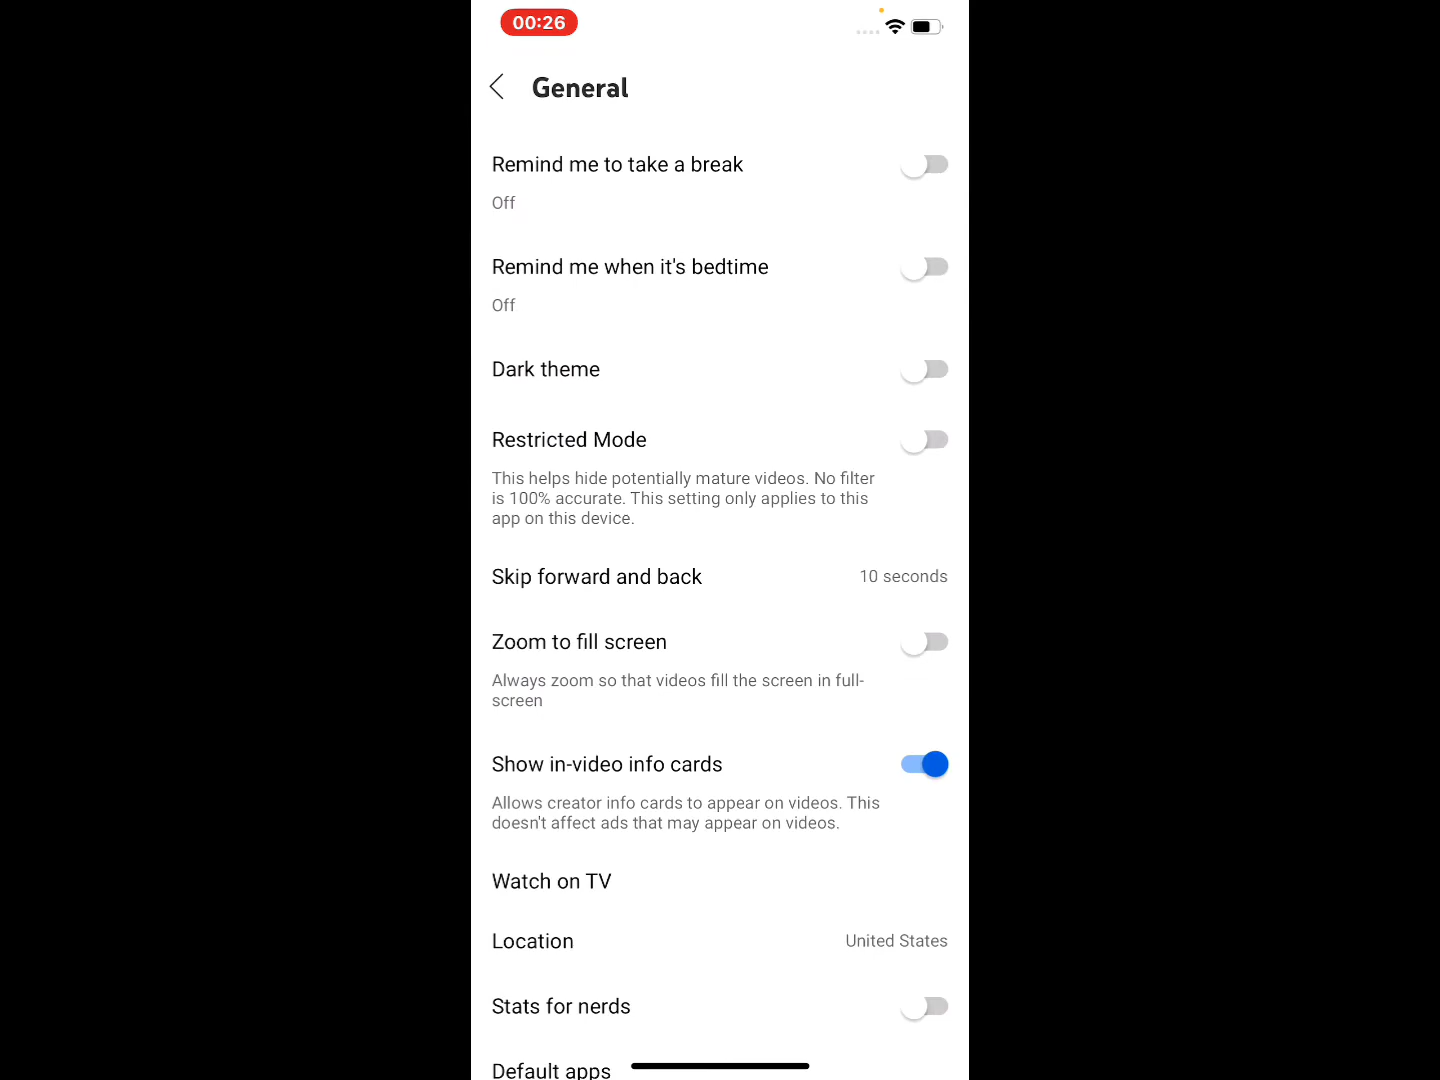 00:26
General
Remind me to take a break
Off
Remind me when it's bedtime
Off
Dark theme
Restricted Mode
This helps hide potentially mature videos. No filter
is 100% accurate. This setting only applies to this
app on this device.
Skip forward and back 10 seconds
Zoom to fill screen
Always zoom so that videos fill the screen in full-
screen
Show in-video info cards
Allows creator info cards to appear on videos. This
doesn't affect ads that may appear on videos.
Watch on TV
Location United States
Stats for nerds
Default apps